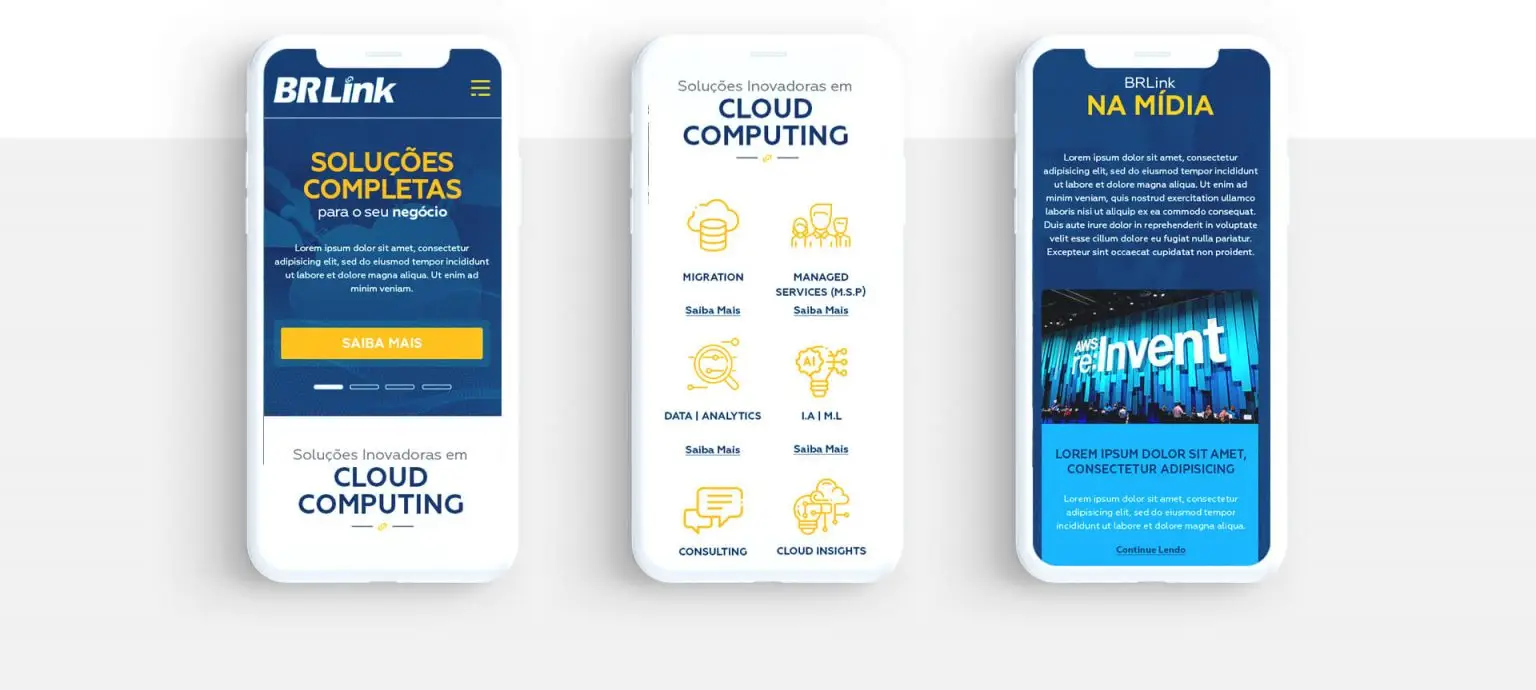 BRLink
SOLUÇÕES
COMPLETAS
para o seu negócio
Lorem ipsum dolor sit amet, consectetur
adipisicing elit, sed do eiusmod tempor incididunt
ut labore et dolore magna aliqua. Ut enim ad
minim veniam.
SAIBA MAIS
Soluções Inovadoras em
CLOUD
COMPUTING
Soluções Inovadoras em
CLOUD
COMPUTING
MIGRATION
Saiba Mais
MANAGED
SERVICES (M.S.P)
Saiba Mais
DATA | ANALYTICS
Saiba Mais
AI
I.A | M.L
Saiba Mais
CONSULTING
CLOUD INSIGHTS
BRLink
NA MÍDIA
Lorem ipsum dolor sit amet, consectetur
adipisicing elit, sed do eiusmod tempor incididunt
ut labore et dolore magna aliqua. Ut enim ad
minim veniam, quis nostrud exercitation ullamco
laboris nisi ut aliquip ex ea commodo consequat.
Duis aute irure dolor in reprehenderit in voluptate
velit esse cillum dolore eu fugiat nulla pariatur.
Excepteur sint occaecat cupidatat non proident.
AWS
re:Invent
LOREM IPSUM DOLOR SIT AMET,
CONSECTETUR ADIPISICING
Lorem ipsum dolor sit amet, consectetur
adipisicing elit, sed do eiusmod tempor
incididunt ut labore et dolore magna aliqua.
Continue Lendo